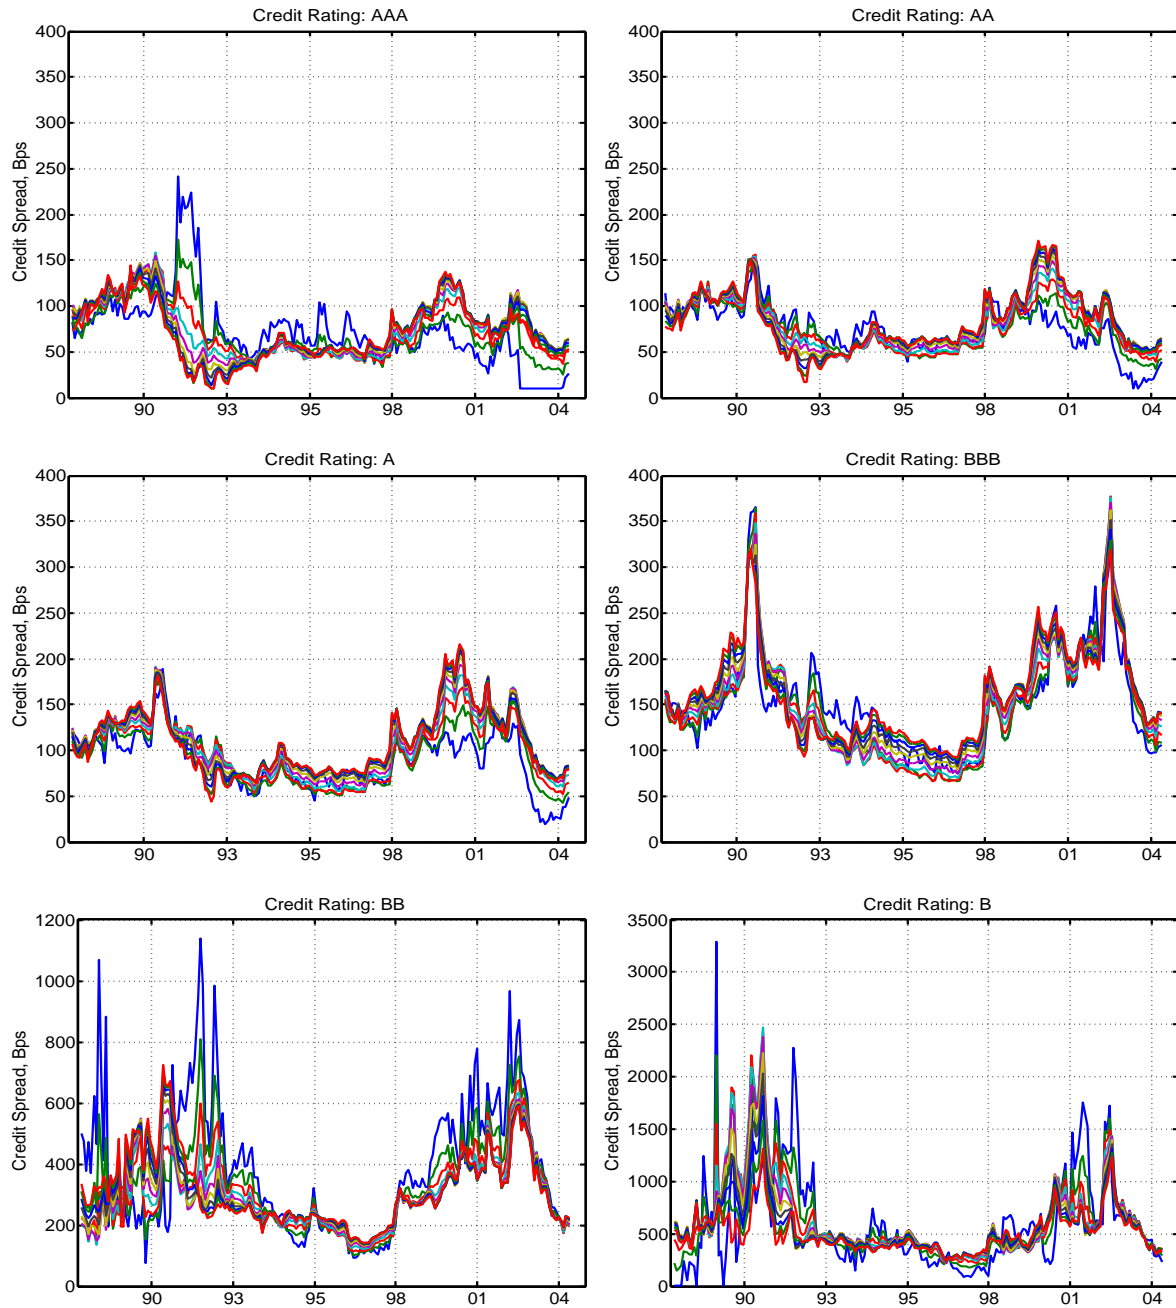 Credit Rating: AAA
Credit Spread, Bps
400
350
300
250
200
150
100
50
0
90 93 95 98 01 04
Credit Rating: AA
Credit Spread, Bps
400
350
300
250
200
150
100
50
0
90 93 95 98 01 04
Credit Rating: A
Credit Spread, Bps
400
350
300
250
200
150
100
50
0
90 93 95 98 01 04
Credit Rating: BBB
Credit Spread, Bps
400
350
300
250
200
150
100
50
0
90 93 95 98 01 04
Credit Rating: BB
Credit Spread, Bps
1200
1000
800
600
400
200
0
90 93 95 98 01 04
Credit Rating: B
Credit Spread, Bps
3500
3000
2500
2000
1500
1000
500
0
90 93 95 98 01 04